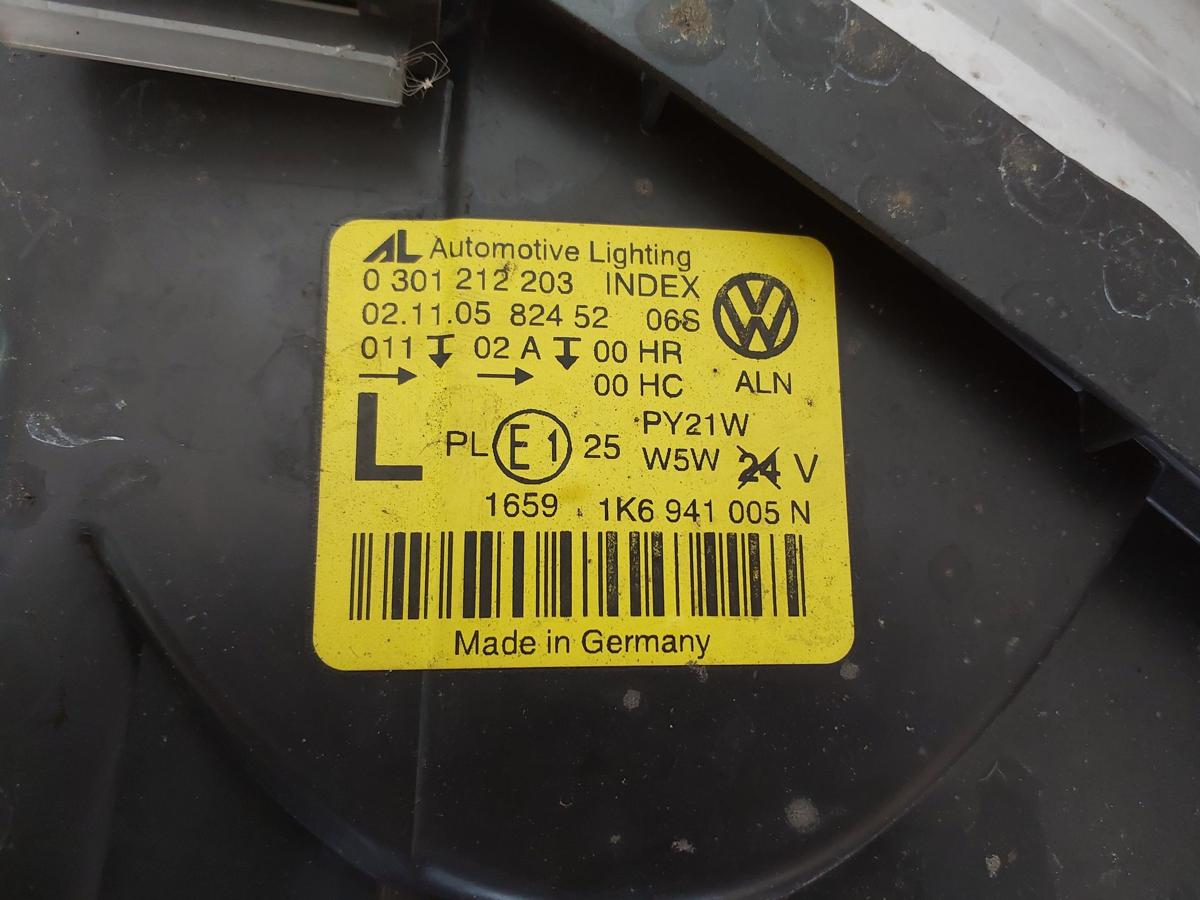 AL Automotive Lighting
0 301 212 203 INDEX
02.11.05 824 52 06S
011 02 A 00 HR
00 HC ALN
L PL E1 25 PY21W
W5W 24 V
1659 1K6 941 005 N
Made in Germany